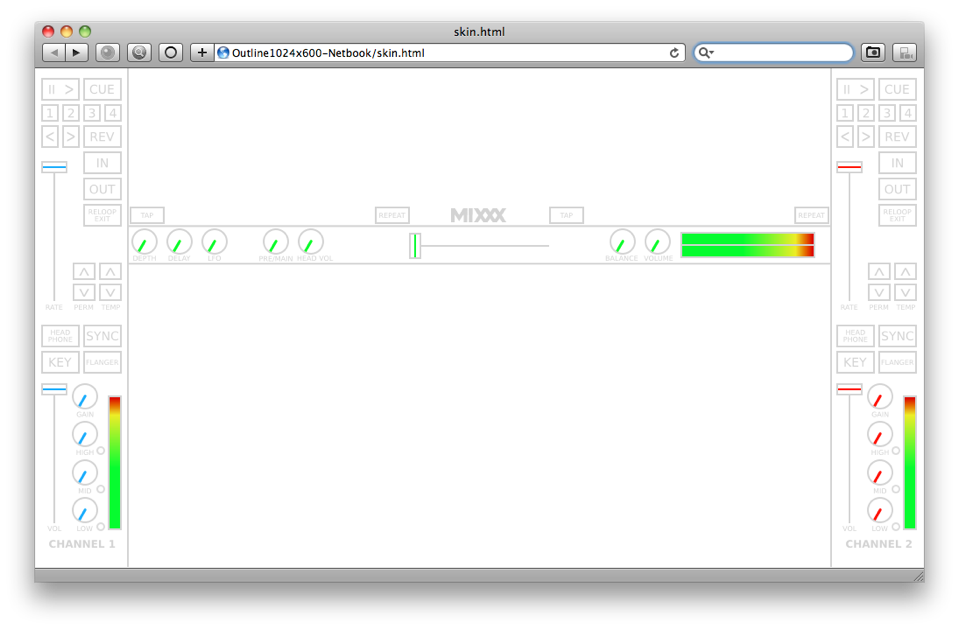 skin.html
Outline1024x600-Netbook/skin.html
II > CUE
1 2 3 4
< > REV
IN
OUT
RELOOP
EXIT
RATE PERM TEMP
HEAD
PHONE
SYNC
KEY FLANGER
GAIN
HIGH
MID
VOL LOW
CHANNEL 1
TAP REPEAT MIXXX TAP REPEAT
DEPTH DELAY LFO PRE/MAIN HEAD VOL BALANCE VOLUME
II > CUE
1 2 3 4
< > REV
IN
OUT
RELOOP
EXIT
RATE PERM TEMP
HEAD
PHONE
SYNC
KEY FLANGER
GAIN
HIGH
MID
VOL LOW
CHANNEL 2